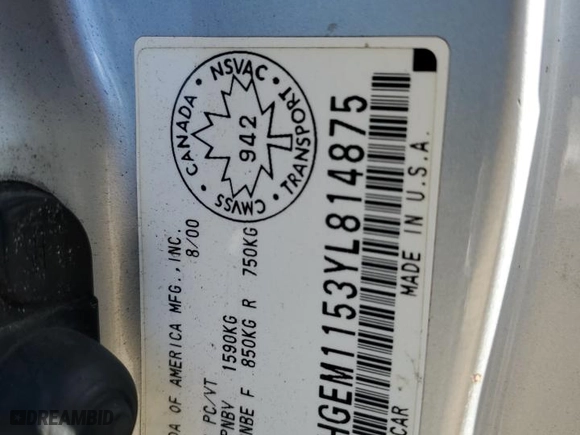 CANADA · NSVAC · TRANSPORT · CMVSS ·
942
DA OF AMERICA MFG.,INC.
8/00
PC/VT 1590KG
PNBV
NBE F 850KG R 750KG
HGEM1153YL814875
CAR MADE IN U.S.A.
DREAMBID